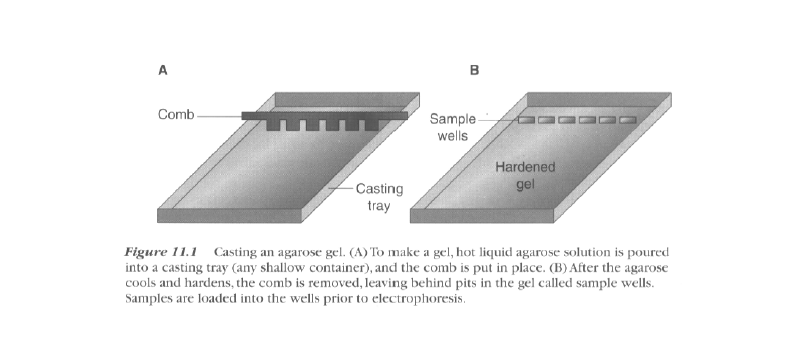 A
B
Comb
Sample
wells
Hardened
gel
Casting
tray
Figure 11.1 Casting an agarose gel. (A) To make a gel, hot liquid agarose solution is poured
into a casting tray (any shallow container), and the comb is put in place. (B) After the agarose
cools and hardens, the comb is removed, leaving behind pits in the gel called sample wells.
Samples are loaded into the wells prior to electrophoresis.